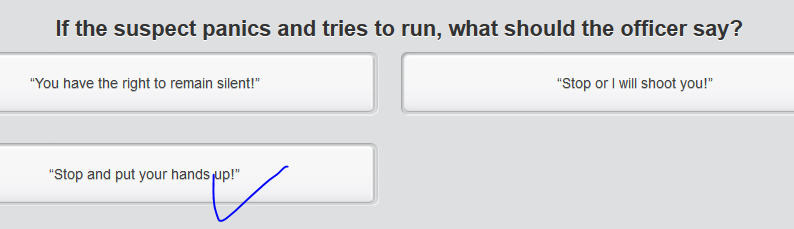 If the suspect panics and tries to run, what should the officer say?
“You have the right to remain silent!”
“Stop or I will shoot you!”
“Stop and put your hands up!”